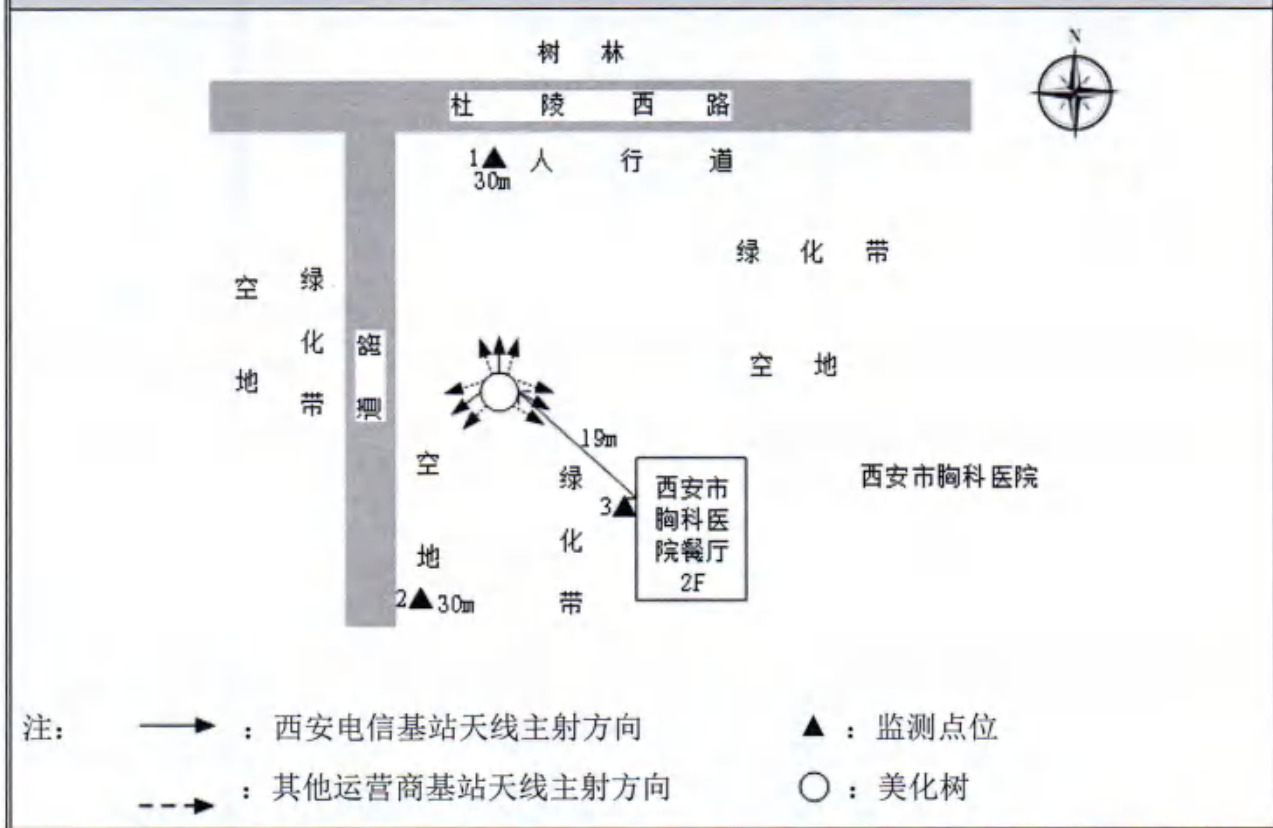 N
树 林
杜 陵 西 路
1▲ 人 行 道
30m
绿 化 带
空 地
绿 化 带
道 路
空 地
19m
空 地
绿 化 带
3▲
西安市
胸科医
院餐厅
2F
西安市胸科医院
2▲ 30m
注:
：西安电信基站天线主射方向
▲ ：监测点位
：其他运营商基站天线主射方向
○ ：美化树